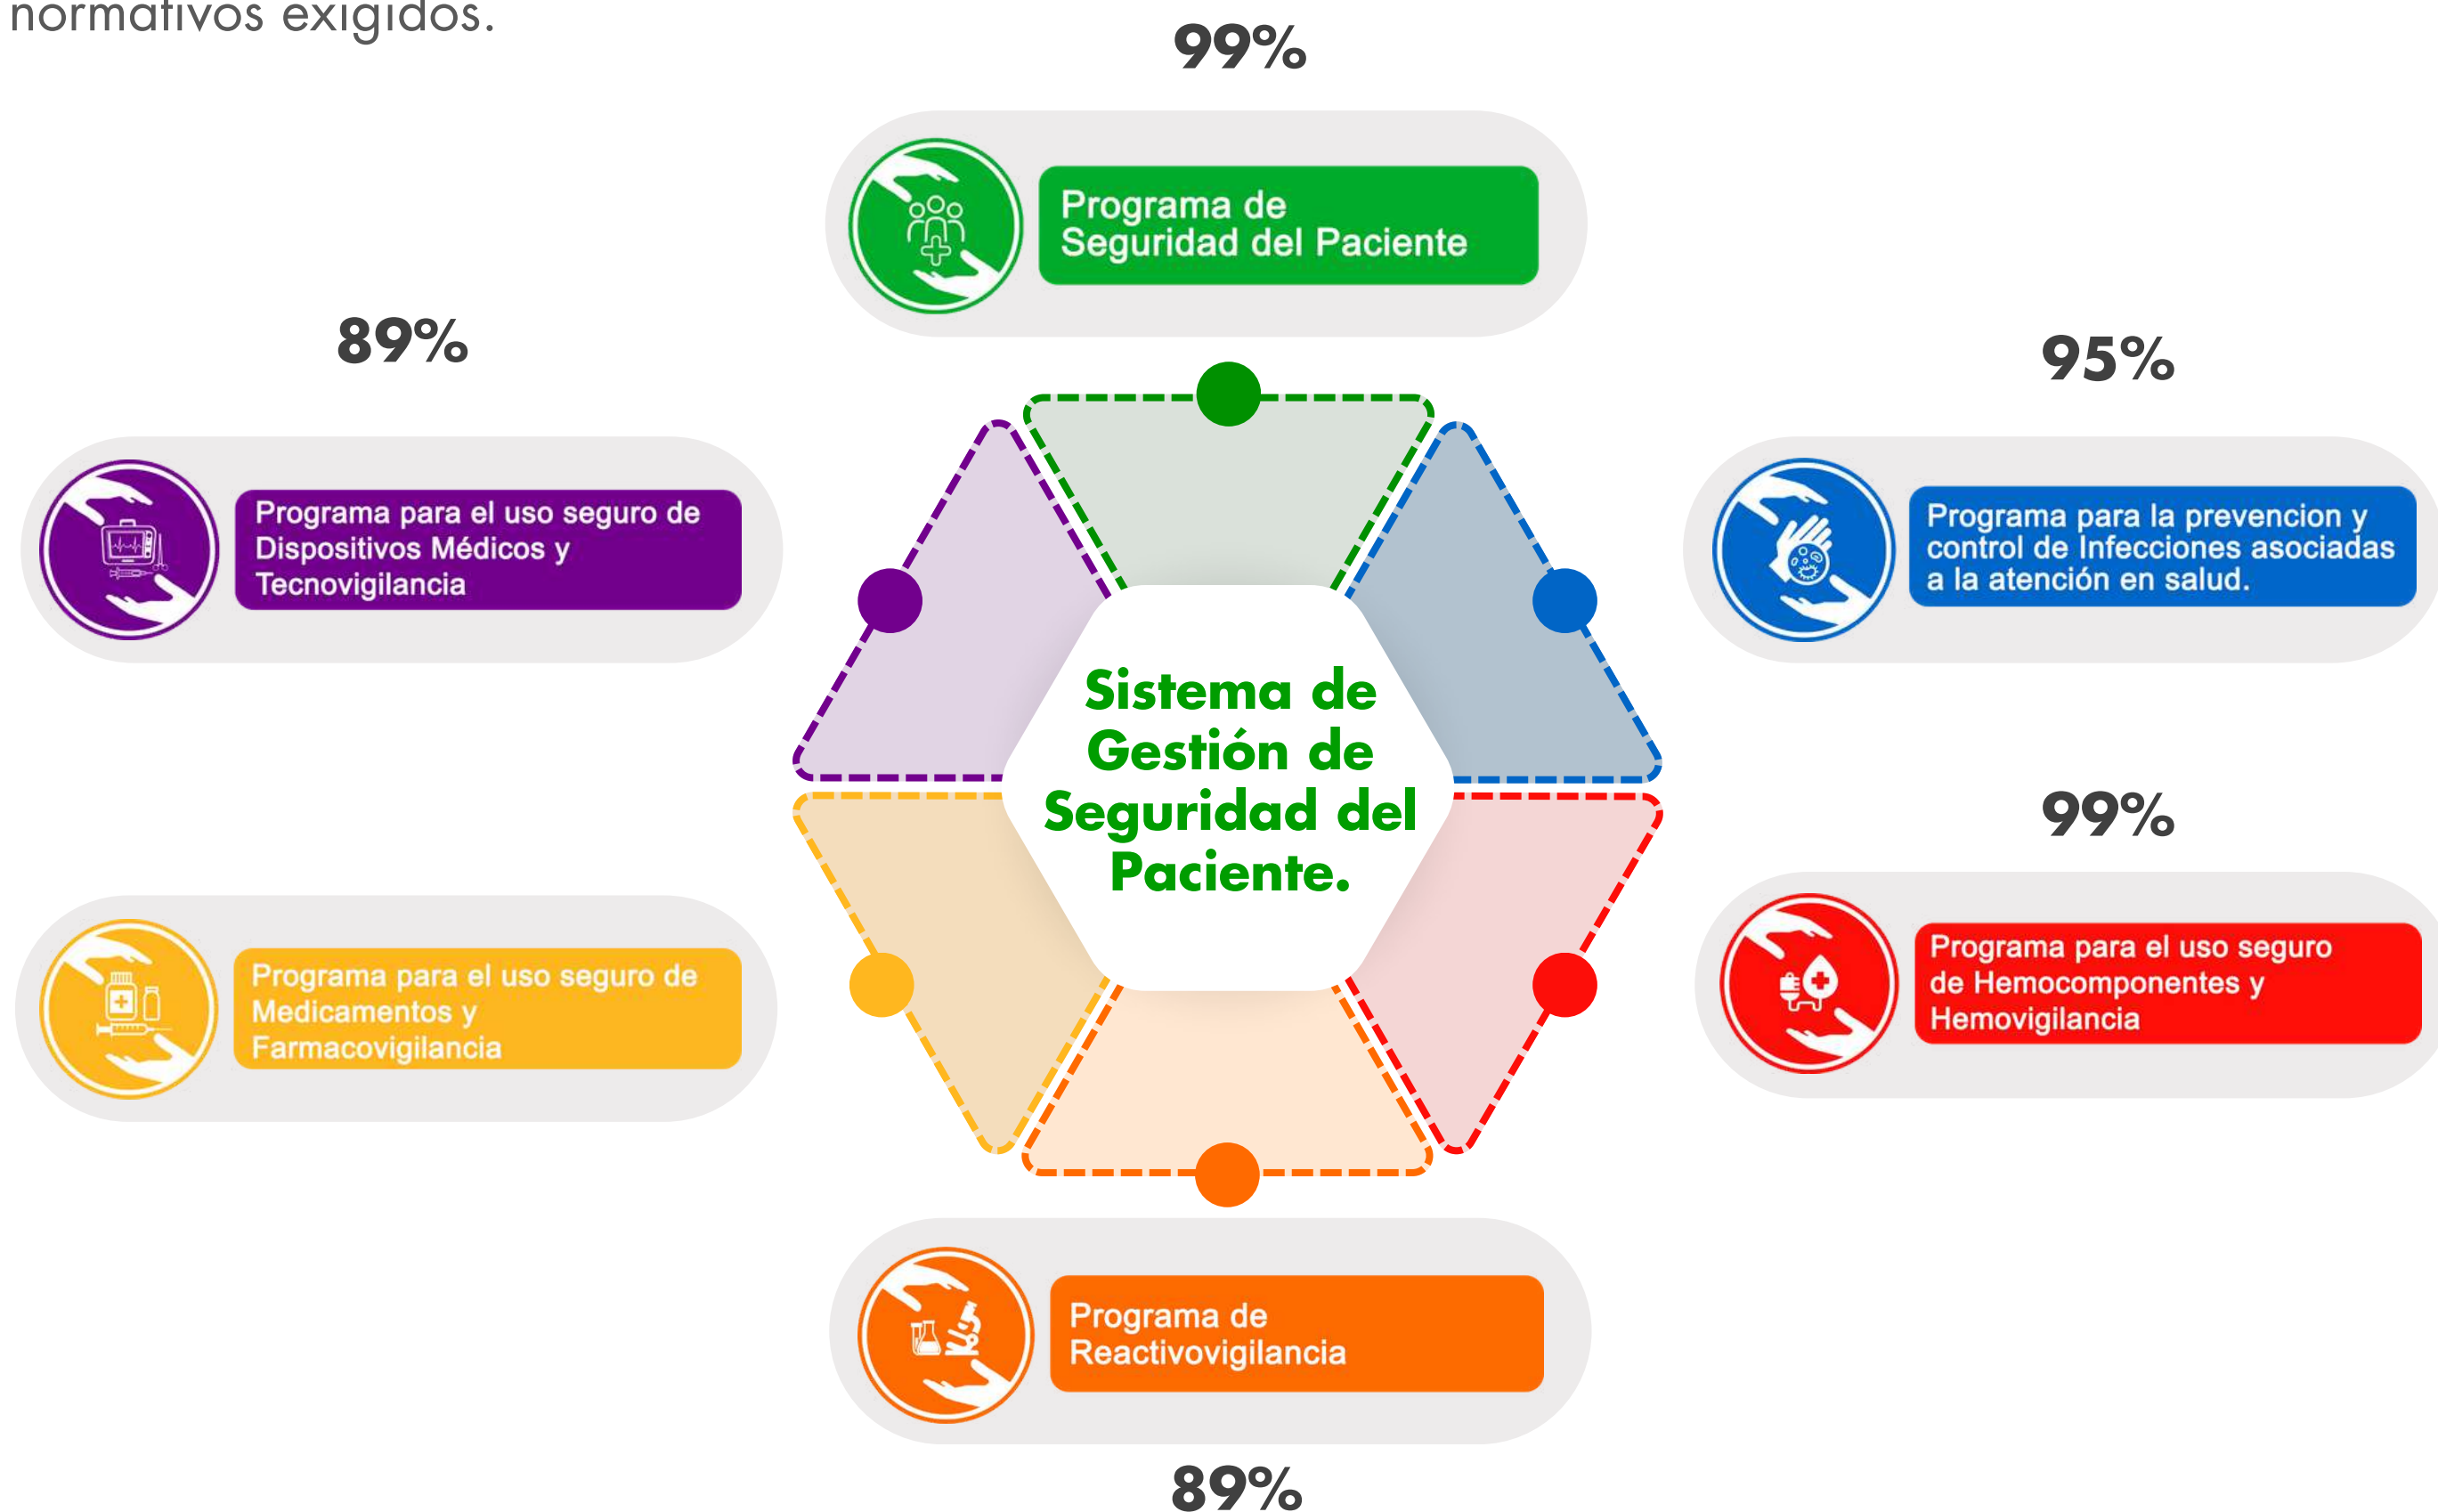 normativos exigidos.
99%
Programa de
Seguridad del Paciente
89%
95%
Programa para el uso seguro de
Dispositivos Médicos y
Tecnovigilancia
Programa para la prevencion y
control de Infecciones asociadas
a la atención en salud.
Sistema de
Gestión de
Seguridad del
Paciente.
99%
Programa para el uso seguro de
Medicamentos y
Farmacovigilancia
Programa para el uso seguro
de Hemocomponentes y
Hemovigilancia
Programa de
Reactivovigilancia
89%